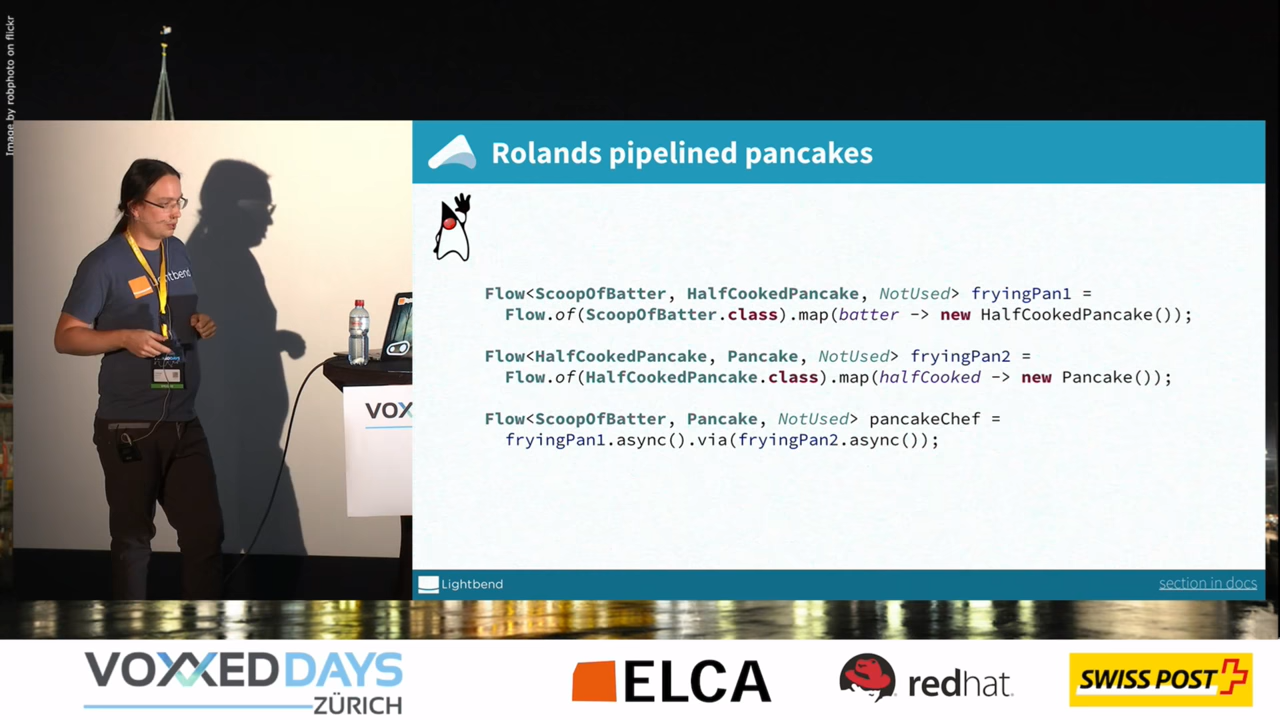 Image by robphoto on flickr
Rolands pipelined pancakes
Lightbend
Flow<ScoopOfBatter, HalfCookedPancake, NotUsed> fryingPan1 =
Flow.of(ScoopOfBatter.class).map(batter -> new HalfCookedPancake());
Flow<HalfCookedPancake, Pancake, NotUsed> fryingPan2 =
Flow.of(HalfCookedPancake.class).map(halfCooked -> new Pancake());
Flow<ScoopOfBatter, Pancake, NotUsed> pancakeChef =
fryingPan1.async().via(fryingPan2.async());
VOX
Lightbend
section in docs
VOXXED DAYS
ZÜRICH
ELCA
redhat.
SWISS POST